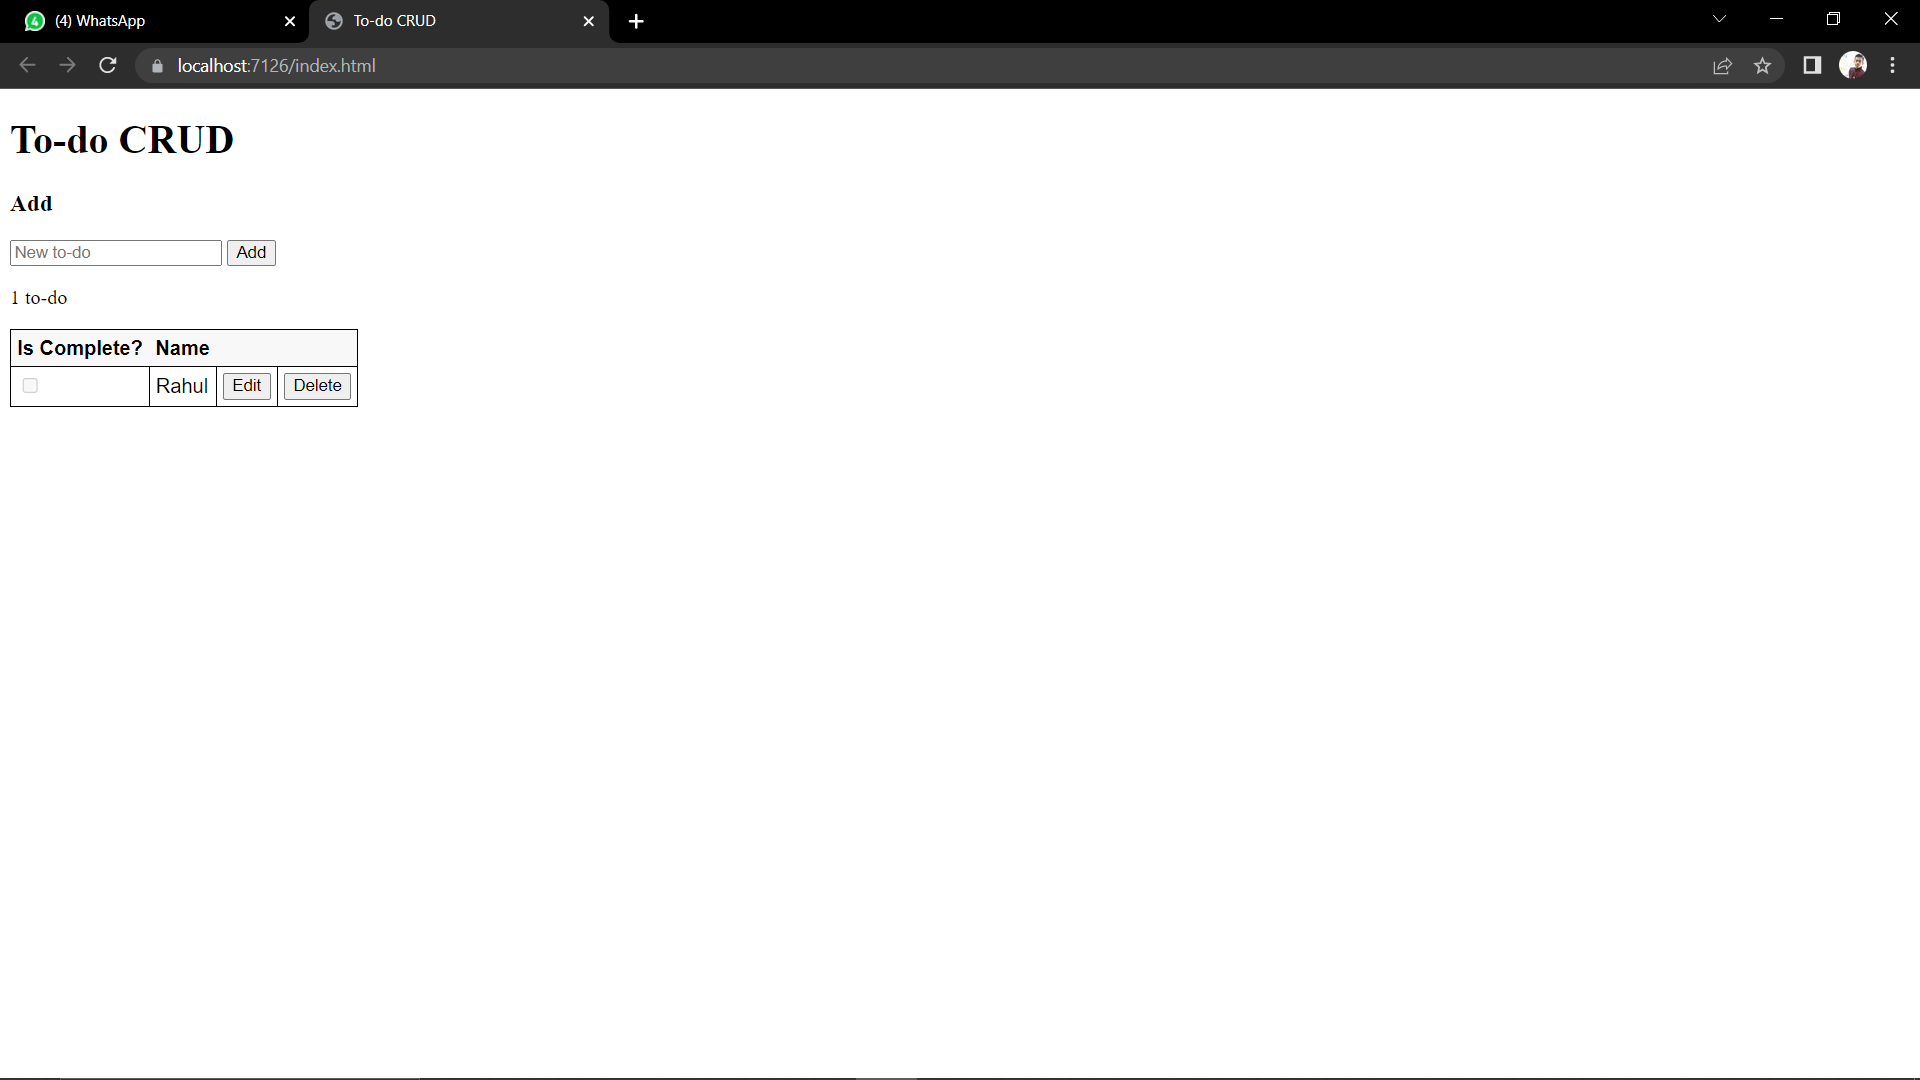 (4) WhatsApp
To-do CRUD
localhost:7126/index.html
To-do CRUD
Add
New to-do Add
1 to-do
Is Complete? Name
Rahul Edit Delete